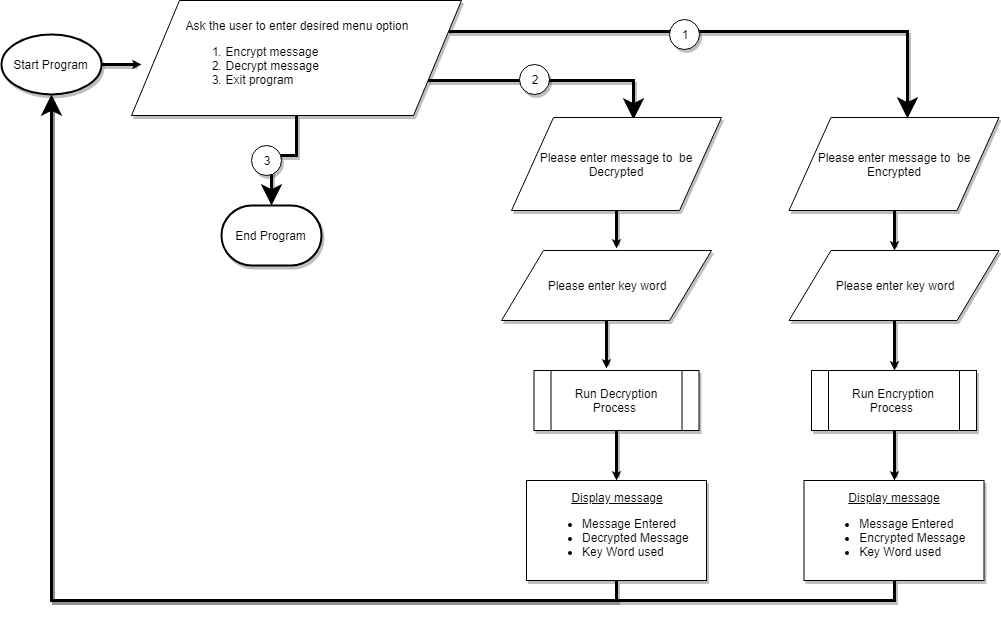 Start Program
Ask the user to enter desired menu option
1. Encrypt message
2. Decrypt message
3. Exit program
1
2
3
End Program
Please enter message to be
Decrypted
Please enter key word
Run Decryption
Process
Display message
• Message Entered
• Decrypted Message
• Key Word used
Please enter message to be
Encrypted
Please enter key word
Run Encryption
Process
Display message
• Message Entered
• Encrypted Message
• Key Word used